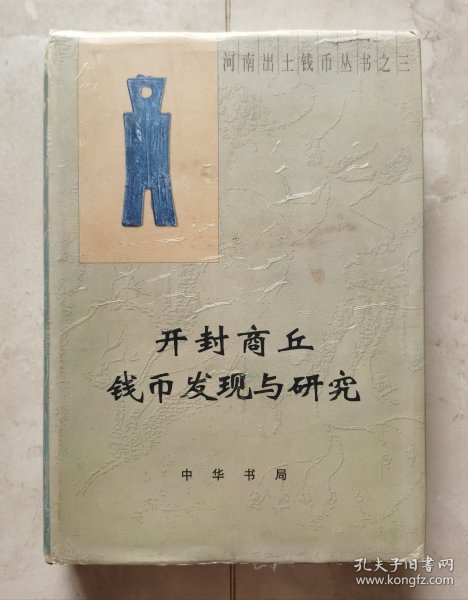 河南出土钱币丛书之三
开封商丘
钱币发现与研究
中华书局
孔夫子旧书网
www.kongfz.com